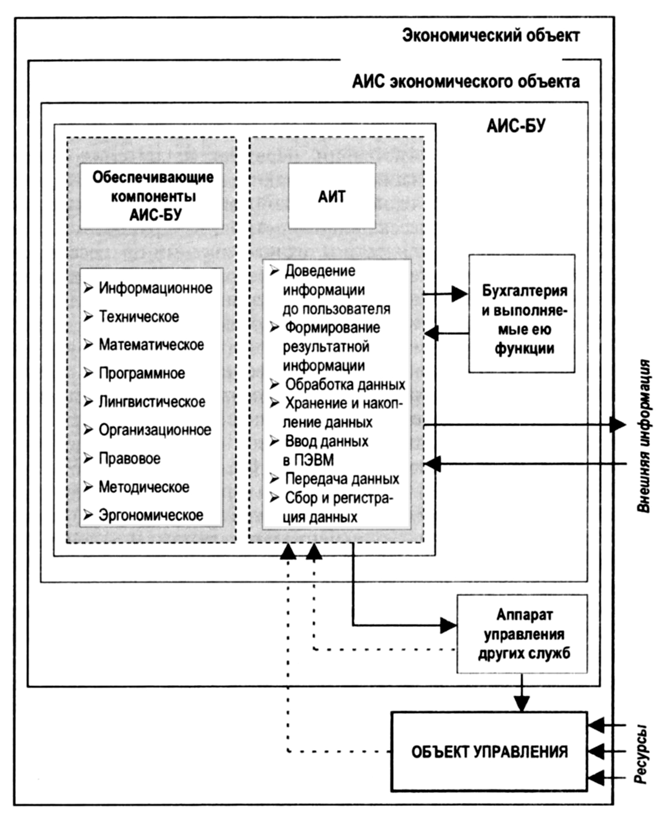 Экономический объект
АИС экономического объекта
АИС-БУ
Обеспечивающие
компоненты
АИС-БУ
➢ Информационное
➢ Техническое
➢ Математическое
➢ Программное
➢ Лингвистическое
➢ Организационное
➢ Правовое
➢ Методическое
➢ Эргономическое
АИТ
➢ Доведение
информации
до пользователя
➢ Формирование
результатной
информации
➢ Обработка данных
➢ Хранение и накоп-
ление данных
➢ Ввод данных
в ПЭВМ
➢ Передача данных
➢ Сбор и регистра-
ция данных
Бухгалтерия
и выполняе-
мые ею
функции
Внешняя информация
Аппарат
управления
других служб
ОБЪЕКТ УПРАВЛЕНИЯ
Ресурсы